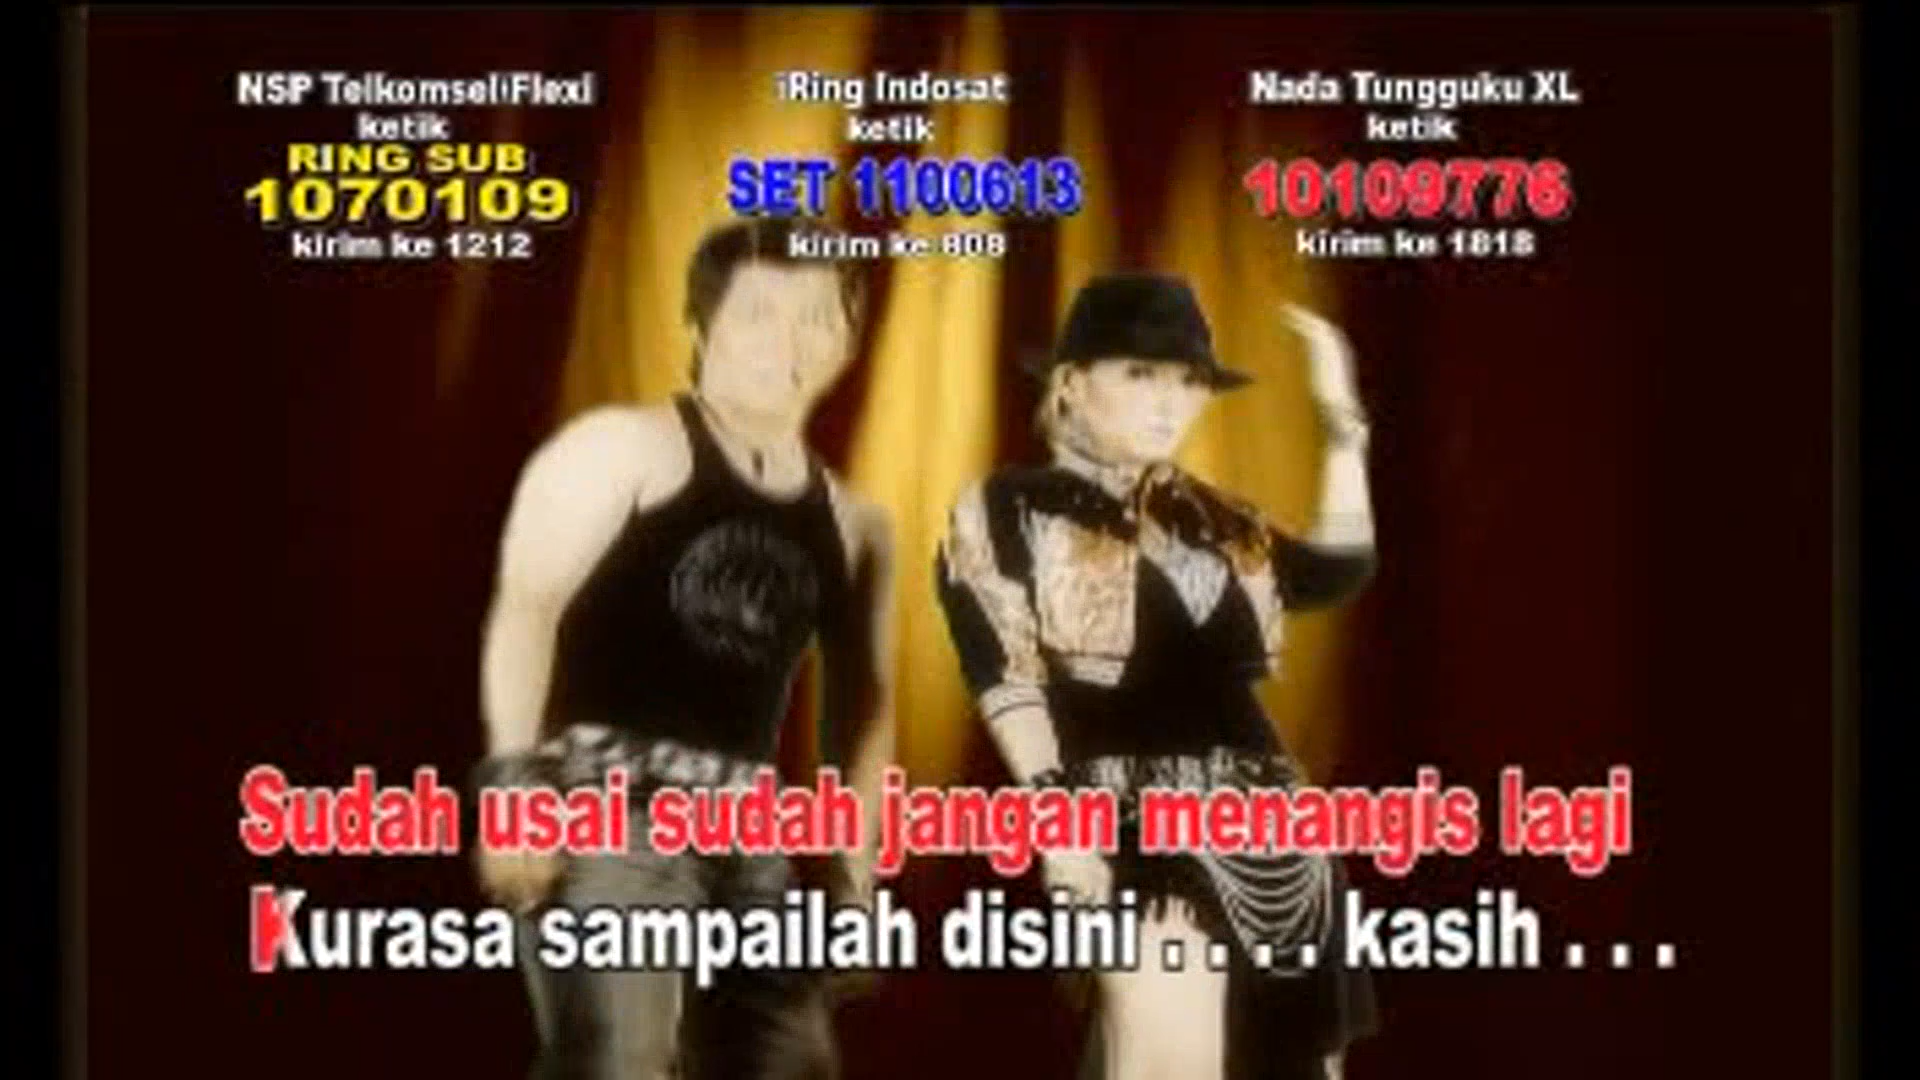 NSP Telkomsel/Flexi
ketik
RING SUB
1070109
kirim ke 1212
iRing Indosat
ketik
SET 1100613
kirim ke 808
Nada Tungguku XL
ketik
10109776
kirim ke 1818
Sudah usai sudah jangan menangis lagi
Kurasa sampailah disini . . . . kasih . . .